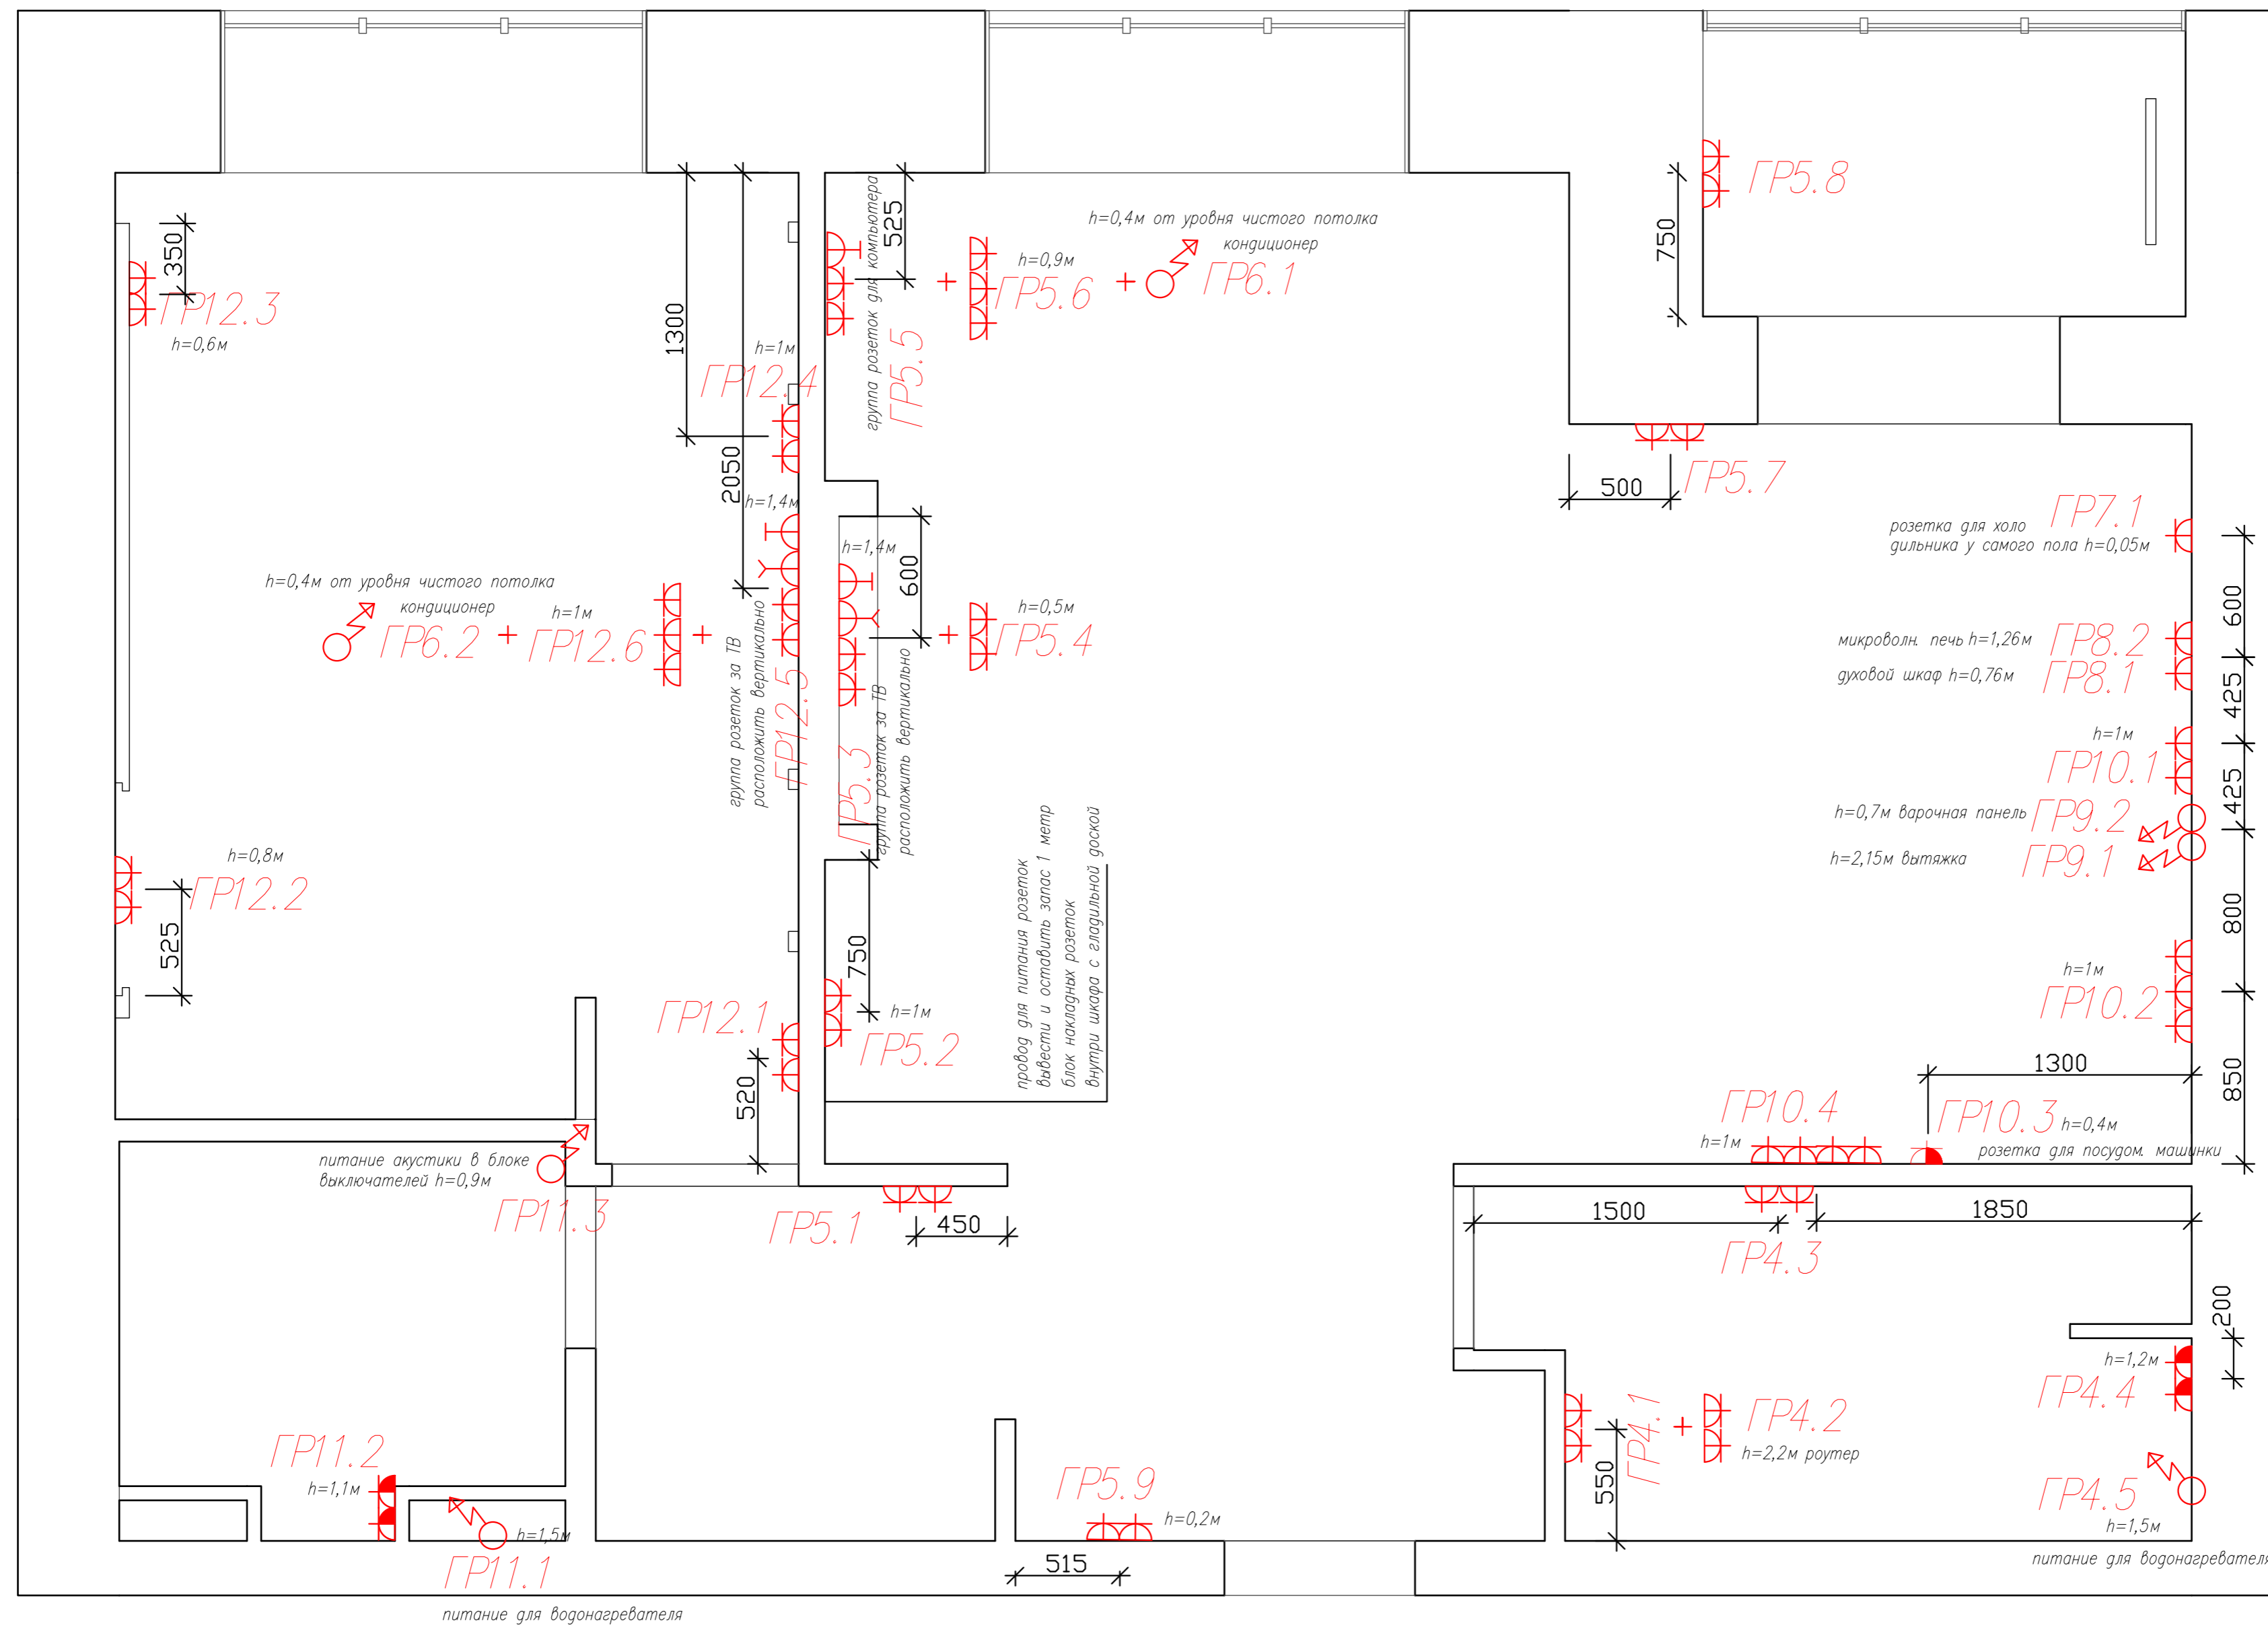 350
ГР12.3
h=0,6м
1300
2050
h=1м
ГР12.4
h=1,4м
h=0,4м от уровня чистого потолка
кондиционер
ГР6.2
+
h=1м
ГР12.6
+
группа розеток за ТВ
расположить вертикально
ГР12.5
h=0,8м
ГР12.2
525
ГР12.1
520
группа розеток для компьютера
ГР5.5
525
+
h=0,9м
ГР5.6
+
h=0,4м от уровня чистого потолка
кондиционер
ГР6.1
h=1,4м
600
+
h=0,5м
ГР5.4
ГР5.3
группа розеток за ТВ
расположить вертикально
750
h=1м
ГР5.2
провод для питания розеток
вывести и оставить запас 1 метр
блок накладных розеток
внутри шкафа с гладильной доской
750
ГР5.8
500
ГР5.7
розетка для холо
дильника у самого пола h=0,05м
ГР7.1
600
микроволн. печь h=1,26м
ГР8.2
духовой шкаф h=0,76м
ГР8.1
425
h=1м
ГР10.1
425
h=0,7м варочная панель
ГР9.2
h=2,15м вытяжка
ГР9.1
800
h=1м
ГР10.2
850
1300
ГР10.4
h=1м
ГР10.3
h=0,4м
розетка для посудом. машинки
питание акустики в блоке
выключателей h=0,9м
ГР11.3
ГР5.1
450
1500
1850
ГР4.3
200
h=1,2м
ГР4.4
ГР4.1
+
ГР4.2
h=2,2м роутер
550
ГР4.5
h=1,5м
питание для водонагревателя
ГР11.2
h=1,1м
h=1,5м
ГР11.1
питание для водонагревателя
ГР5.9
h=0,2м
515